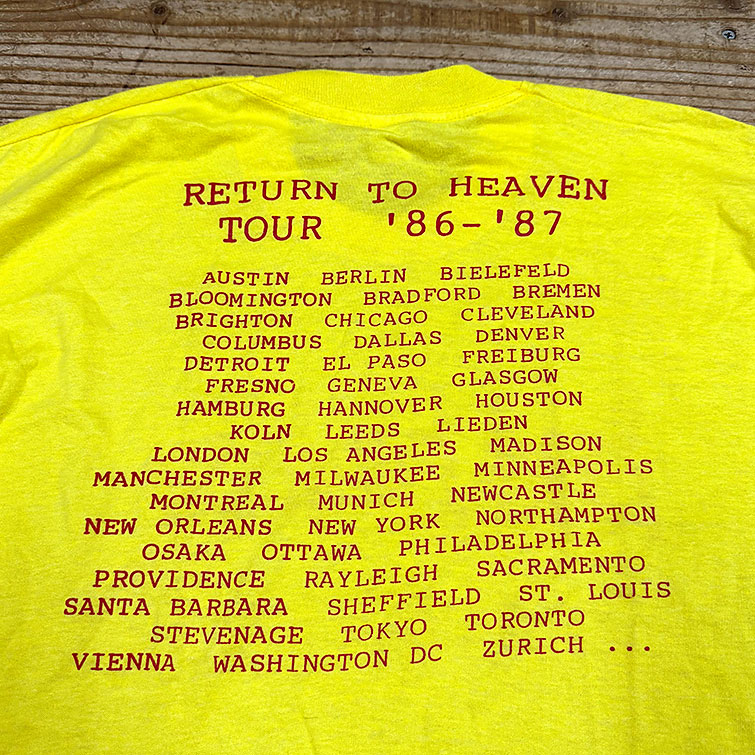 RETURN TO HEAVEN
TOUR '86-'87
AUSTIN BERLIN BIELEFELD
BLOOMINGTON BRADFORD BREMEN
BRIGHTON CHICAGO CLEVELAND
COLUMBUS DALLAS DENVER
DETROIT EL PASO FREIBURG
FRESNO GENEVA GLASGOW
HAMBURG HANNOVER HOUSTON
KOLN LEEDS LIEDEN
LONDON LOS ANGELES MADISON
MANCHESTER MILWAUKEE MINNEAPOLIS
MONTREAL MUNICH NEWCASTLE
NEW ORLEANS NEW YORK NORTHAMPTON
OSAKA OTTAWA PHILADELPHIA
PROVIDENCE RAYLEIGH SACRAMENTO
SANTA BARBARA SHEFFIELD ST. LOUIS
STEVENAGE TOKYO TORONTO
VIENNA WASHINGTON DC ZURICH ...